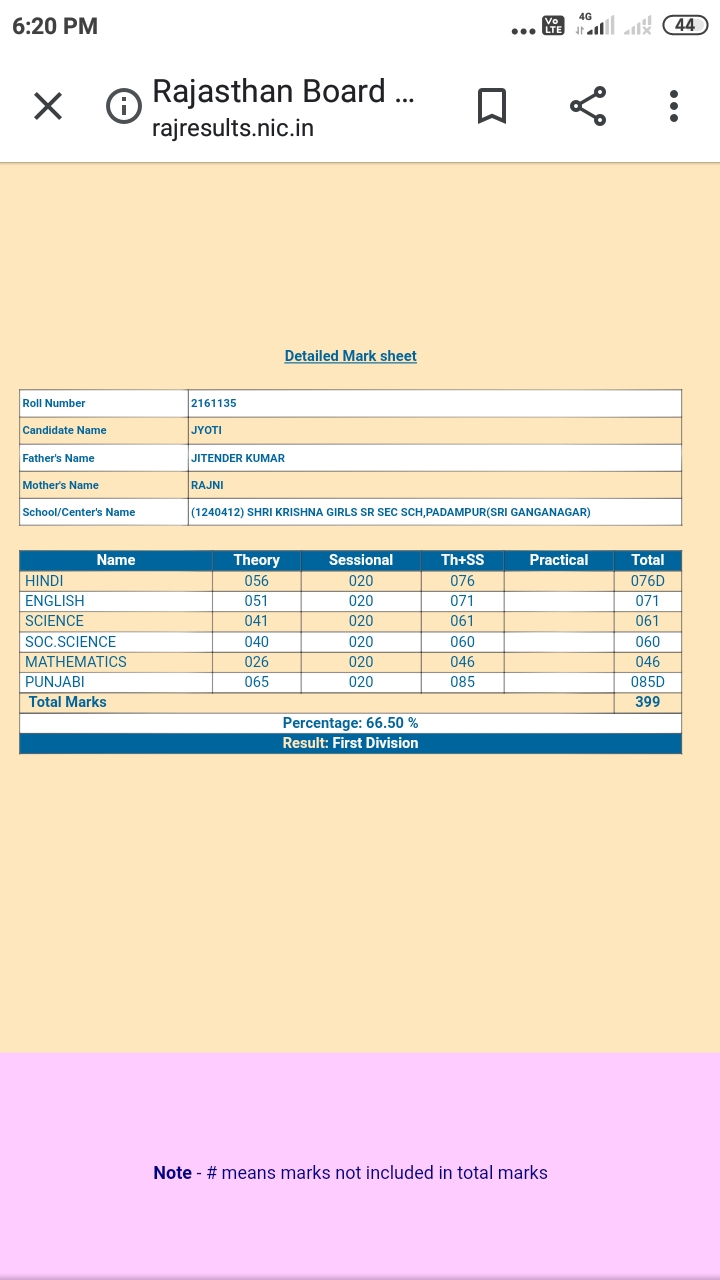 6:20 PM
Vo LTE 4G 44
Rajasthan Board ...
rajresults.nic.in
Detailed Mark sheet
Roll Number 2161135
Candidate Name JYOTI
Father's Name JITENDER KUMAR
Mother's Name RAJNI
School/Center's Name (1240412) SHRI KRISHNA GIRLS SR SEC SCH,PADAMPUR(SRI GANGANAGAR)
Name Theory Sessional Th+SS Practical Total
HINDI 056 020 076 076D
ENGLISH 051 020 071 071
SCIENCE 041 020 061 061
SOC.SCIENCE 040 020 060 060
MATHEMATICS 026 020 046 046
PUNJABI 065 020 085 085D
Total Marks 399
Percentage: 66.50 %
Result: First Division
Note - # means marks not included in total marks